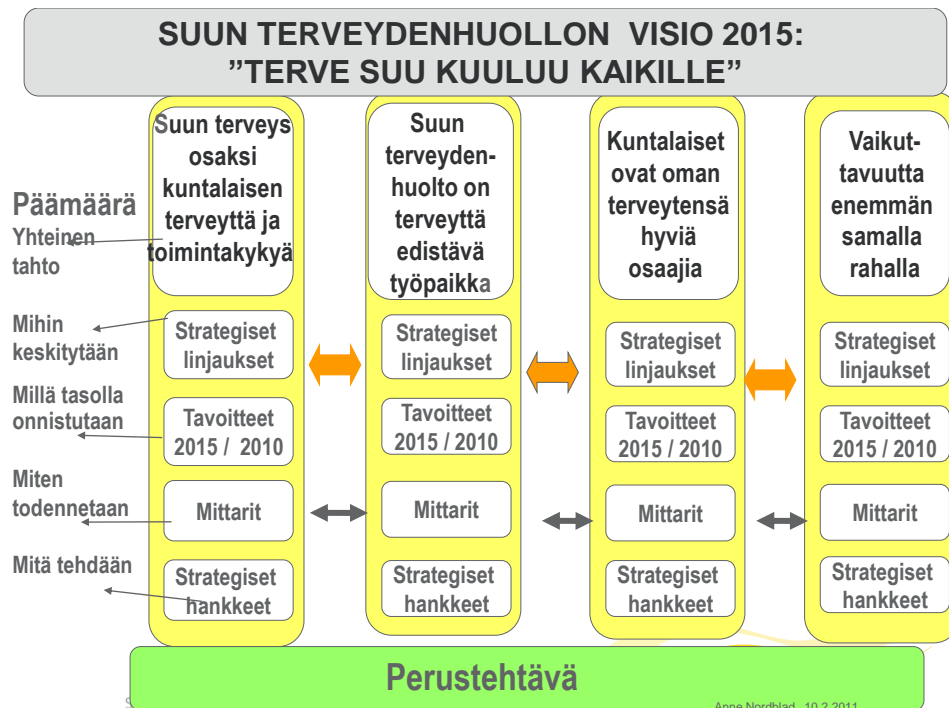 SUUN TERVEYDENHUOLLON VISIO 2015:
”TERVE SUU KUULUU KAIKILLE”
Päämäärä
Yhteinen
tahto
Mihin
keskitytään
Millä tasolla
onnistutaan
Miten
todennetaan
Mitä tehdään
Suun terveys
osaksi
kuntalaisen
terveyttä ja
toimintakykyä
Strategiset
linjaukset
Tavoitteet
2015 / 2010
Mittarit
Strategiset
hankkeet
Suun
terveyden-
huolto on
terveyttä
edistävä
työpaikka
Strategiset
linjaukset
Tavoitteet
2015 / 2010
Mittarit
Strategiset
hankkeet
Kuntalaiset
ovat oman
terveytensä
hyviä
osaajia
Strategiset
linjaukset
Tavoitteet
2015 / 2010
Mittarit
Strategiset
hankkeet
Vaikut-
tavuutta
enemmän
samalla
rahalla
Strategiset
linjaukset
Tavoitteet
2015 / 2010
Mittarit
Strategiset
hankkeet
Perustehtävä
Anne Nordblad 10.2.2011